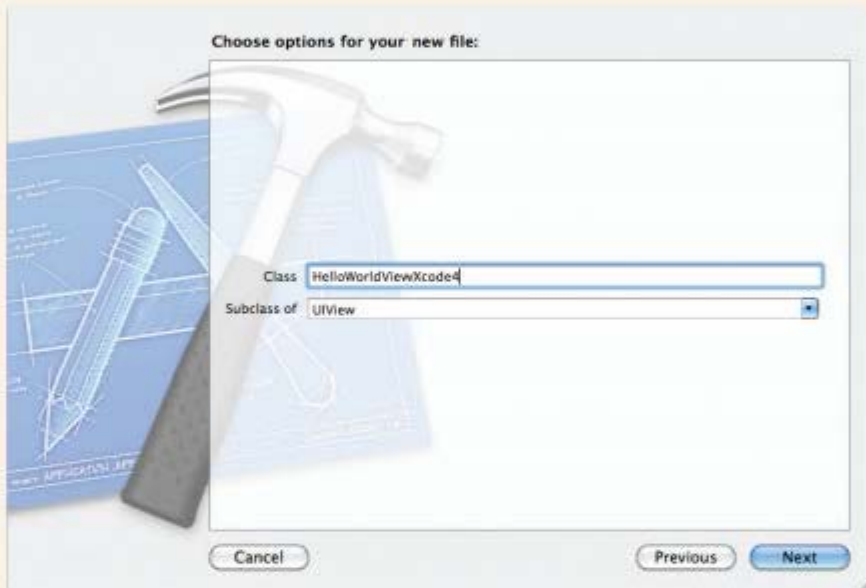 Choose options for your new file:
Class HelloWorldViewXcode4
Subclass of UIView
Cancel Previous Next